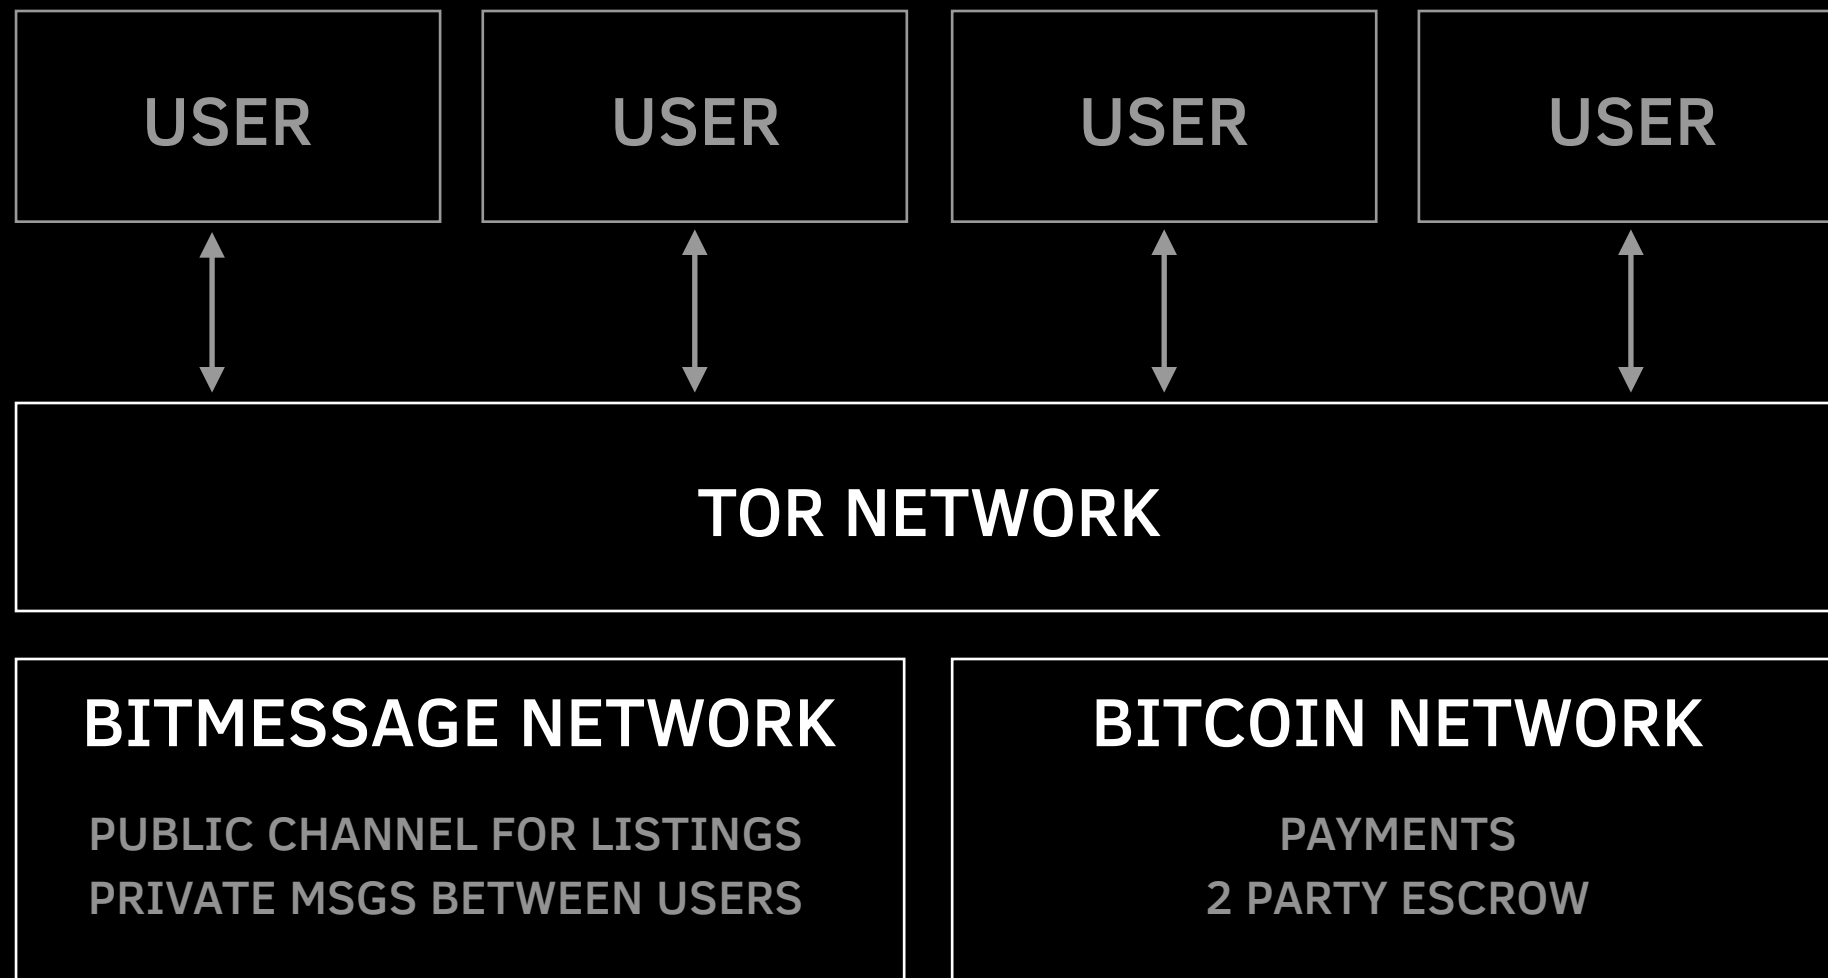 USER USER USER USER
TOR NETWORK
BITMESSAGE NETWORK
PUBLIC CHANNEL FOR LISTINGS
PRIVATE MSGS BETWEEN USERS
BITCOIN NETWORK
PAYMENTS
2 PARTY ESCROW